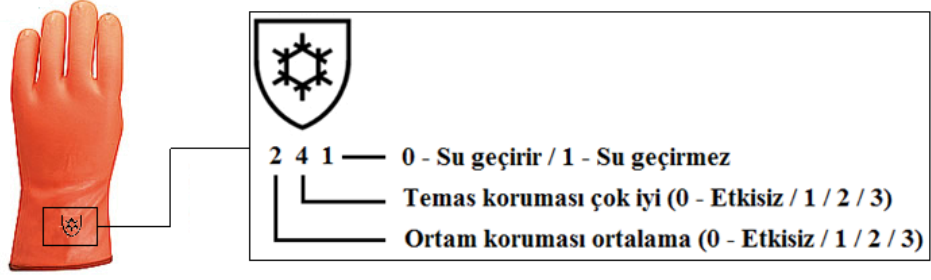 2 4 1 — 0 - Su geçirir / 1 - Su geçirmez
Temas koruması çok iyi (0 - Etkisiz / 1 / 2 / 3)
Ortam koruması ortalama (0 - Etkisiz / 1 / 2 / 3)